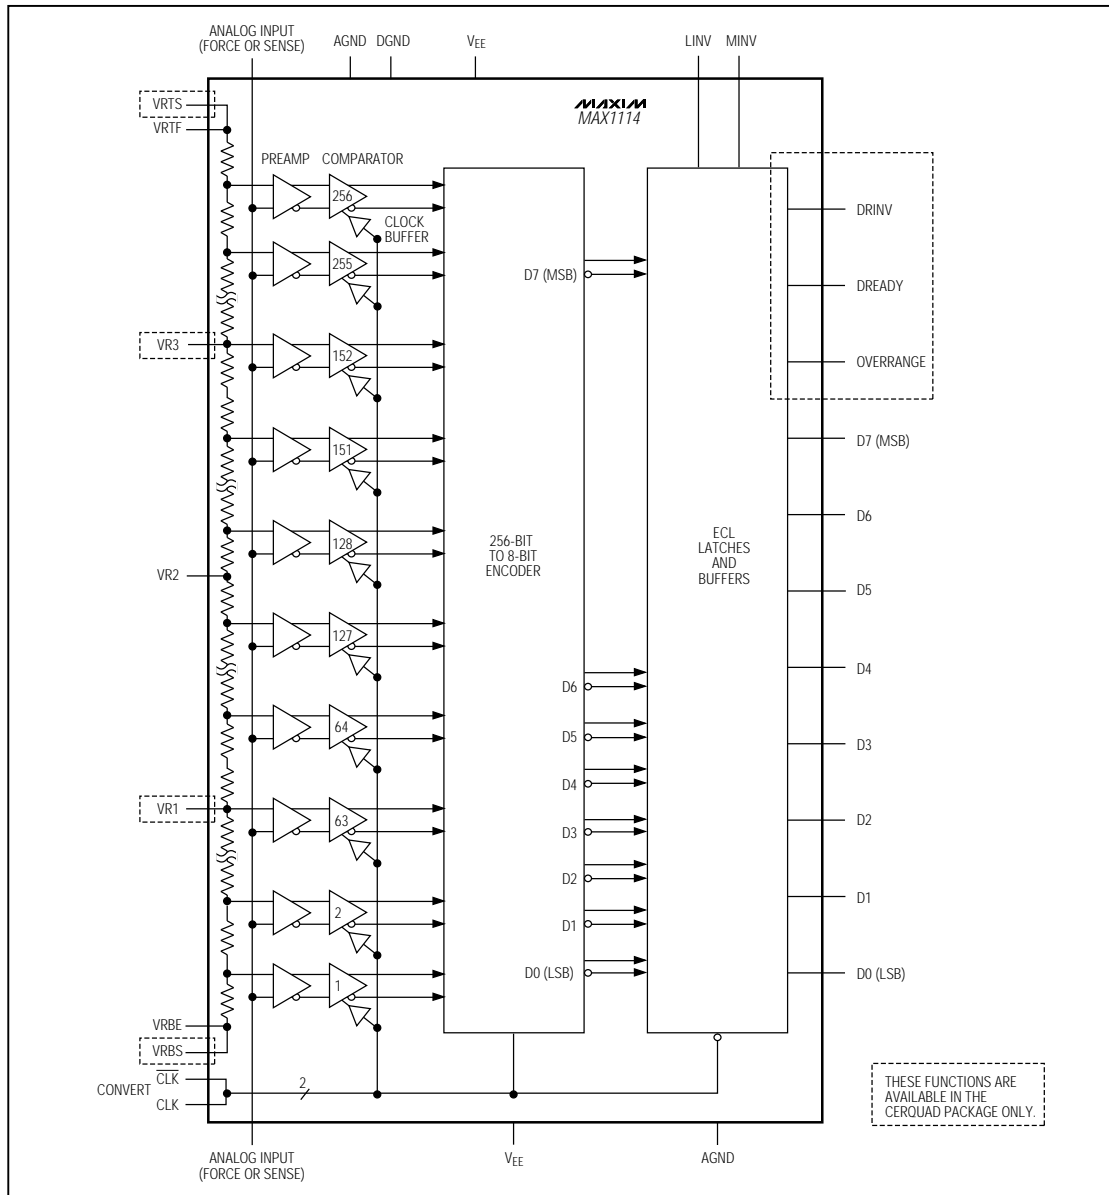 ANALOG INPUT
(FORCE OR SENSE)
AGND
DGND
VEE
LINV
MINV
VRTS
VRTF
MAXIM
MAX1114
PREAMP
COMPARATOR
256
CLOCK
BUFFER
255
D7 (MSB)
DRINV
DREADY
VR3
152
OVERRANGE
151
D7 (MSB)
D6
128
256-BIT
TO 8-BIT
ENCODER
ECL
LATCHES
AND
BUFFERS
VR2
D5
127
D4
D6
64
D5
D3
D4
VR1
63
D3
D2
D2
D1
2
D1
D0 (LSB)
D0 (LSB)
1
VRBE
VRBS
CLK
CONVERT
CLK
2
THESE FUNCTIONS ARE
AVAILABLE IN THE
CERQUAD PACKAGE ONLY.
ANALOG INPUT
(FORCE OR SENSE)
VEE
AGND